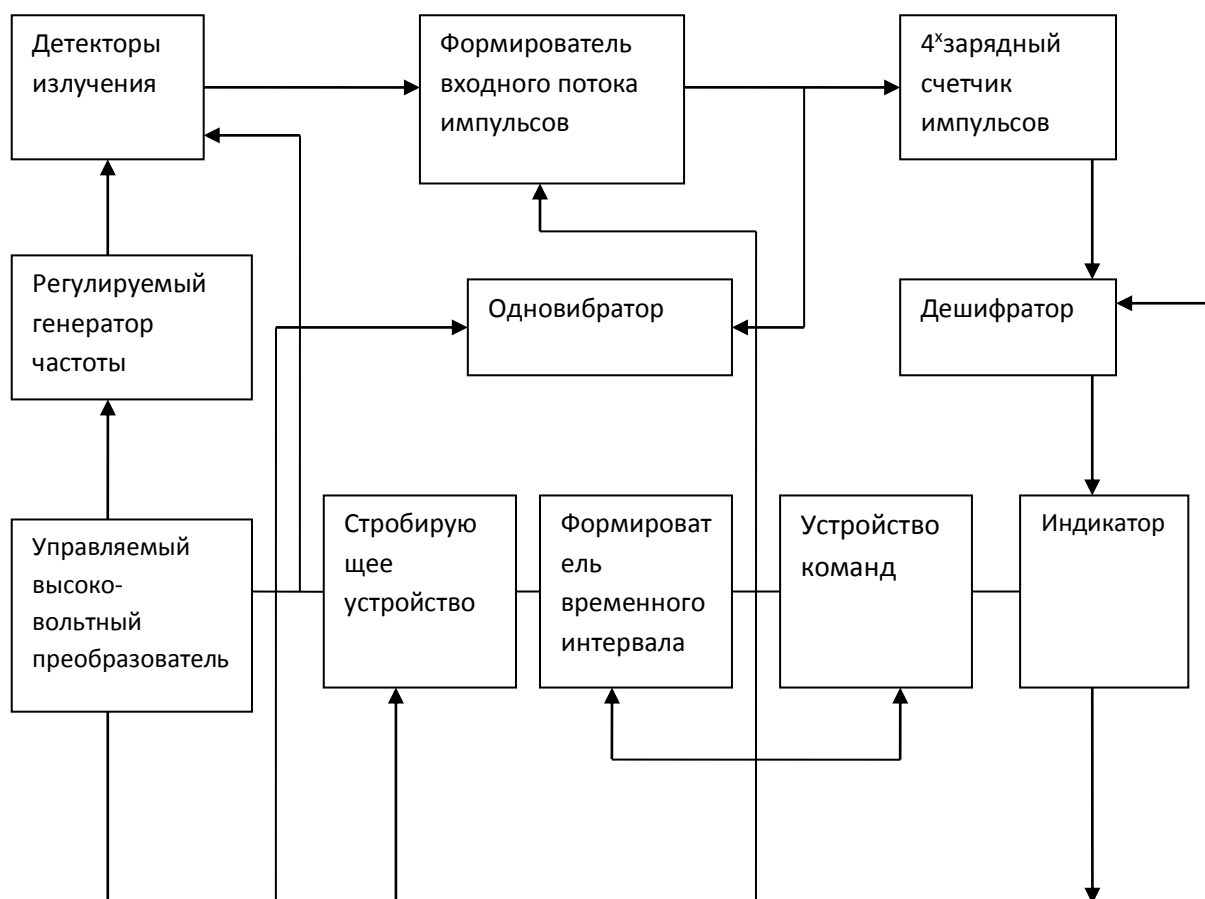 Детекторы
излучения
Формирователь
входного потока
импульсов
4ˣзарядный
счетчик
импульсов
Регулируемый
генератор
частоты
Одновибратор
Дешифратор
Управляемый
высоко-
вольтный
преобразователь
Стробирую
щее
устройство
Формироват
ель
временного
интервала
Устройство
команд
Индикатор